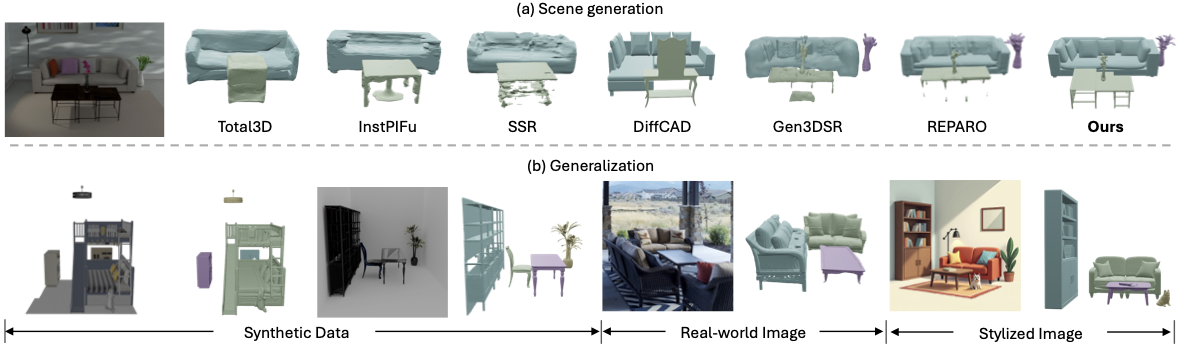 (a) Scene generation
Total3D
InstPIFu
SSR
DiffCAD
Gen3DSR
REPARO
Ours
(b) Generalization
Synthetic Data
Real-world Image
Stylized Image